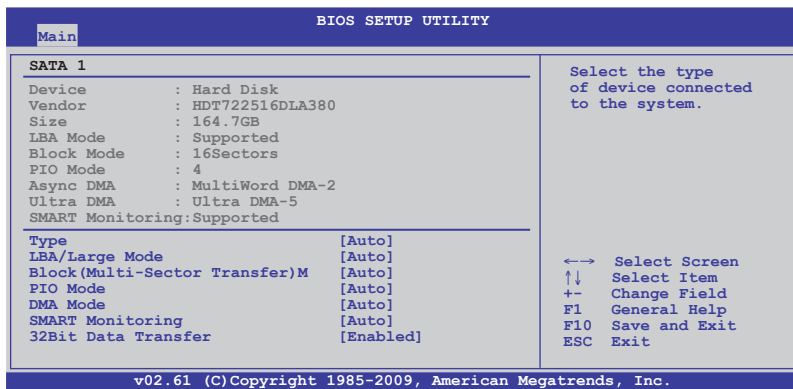 BIOS SETUP UTILITY
Main
SATA 1
Device : Hard Disk
Vendor : HDT722516DLA380
Size : 164.7GB
LBA Mode : Supported
Block Mode : 16Sectors
PIO Mode : 4
Async DMA : MultiWord DMA-2
Ultra DMA : Ultra DMA-5
SMART Monitoring:Supported
Type [Auto]
LBA/Large Mode [Auto]
Block(Multi-Sector Transfer)M [Auto]
PIO Mode [Auto]
DMA Mode [Auto]
SMART Monitoring [Auto]
32Bit Data Transfer [Enabled]
Select the type
of device connected
to the system.
←→ Select Screen
↑↓ Select Item
+- Change Field
F1 General Help
F10 Save and Exit
ESC Exit
v02.61 (C)Copyright 1985-2009, American Megatrends, Inc.